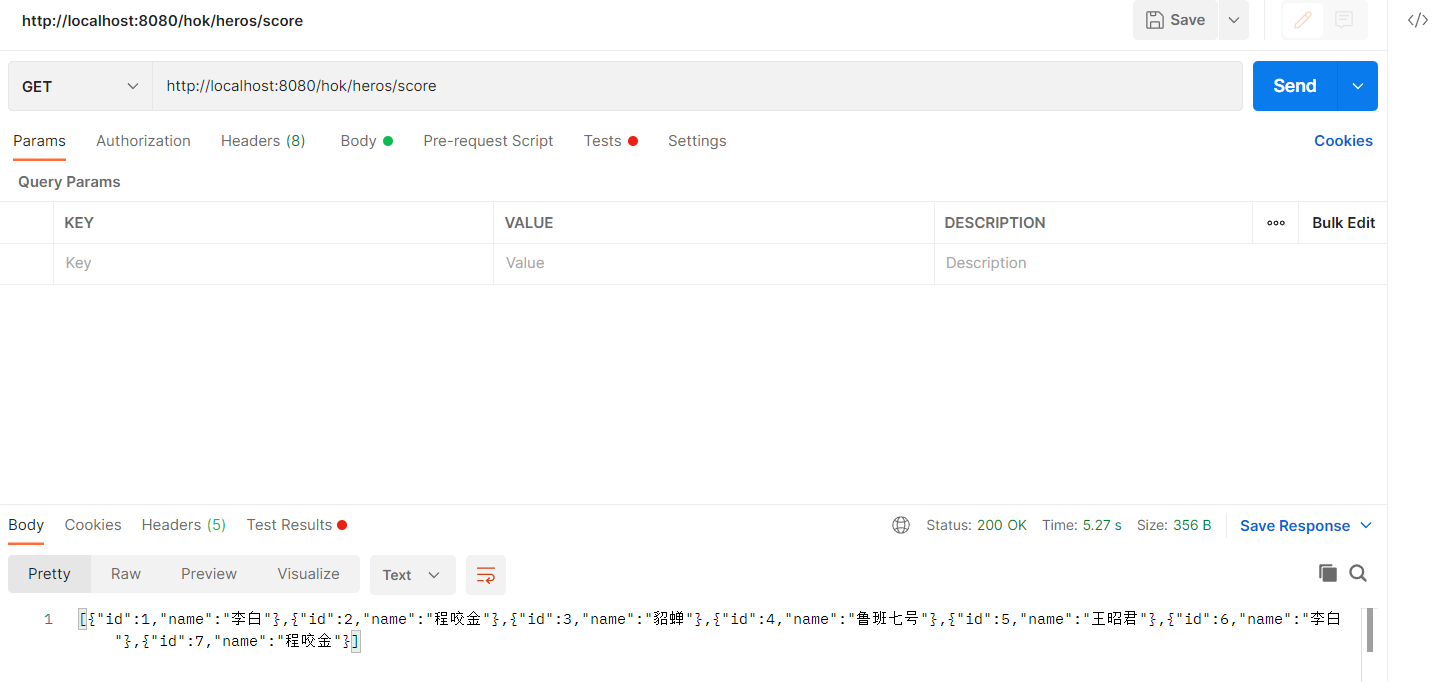 http://localhost:8080/hok/heros/score
Save
GET
http://localhost:8080/hok/heros/score
Send
Params Authorization Headers (8) Body Pre-request Script Tests Settings Cookies
Query Params
KEY VALUE DESCRIPTION Bulk Edit
Key Value Description
Body Cookies Headers (5) Test Results Status: 200 OK Time: 5.27 s Size: 356 B Save Response
Pretty Raw Preview Visualize Text
1 [{"id":1,"name":"李白"},{"id":2,"name":"程咬金"},{"id":3,"name":"貂蝉"},{"id":4,"name":"鲁班七号"},{"id":5,"name":"王昭君"},{"id":6,"name":"李白
"},{"id":7,"name":"程咬金"}]